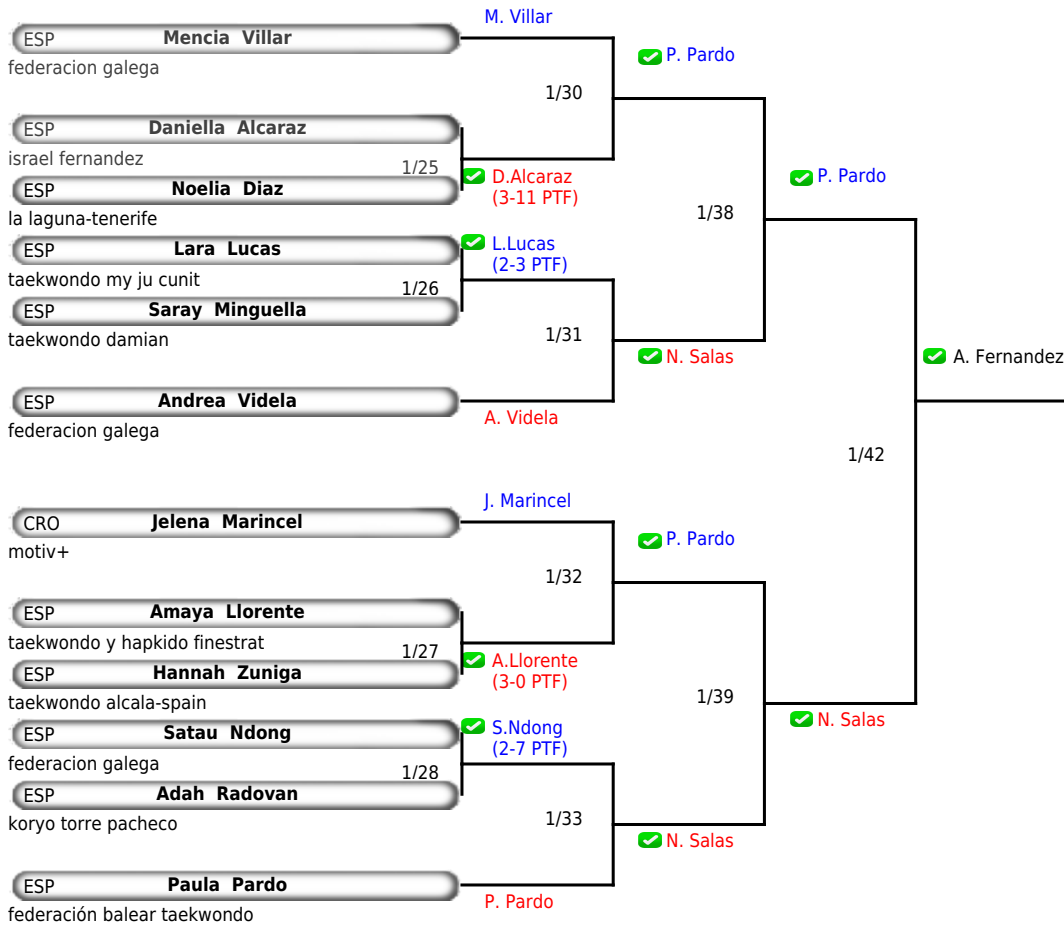 M. Villar
ESP Mencia Villar
federacion galega
P. Pardo
1/30
ESP Daniella Alcaraz
israel fernandez
1/25
D.Alcaraz
(3-11 PTF)
P. Pardo
ESP Noelia Diaz
la laguna-tenerife
1/38
ESP Lara Lucas
L.Lucas
(2-3 PTF)
taekwondo my ju cunit
1/26
ESP Saray Minguella
taekwondo damian
1/31
N. Salas
A. Fernandez
ESP Andrea Videla
A. Videla
federacion galega
1/42
J. Marincel
CRO Jelena Marincel
motiv+
P. Pardo
1/32
ESP Amaya Llorente
taekwondo y hapkido finestrat
1/27
A.Llorente
(3-0 PTF)
ESP Hannah Zuniga
taekwondo alcala-spain
1/39
N. Salas
ESP Satau Ndong
S.Ndong
(2-7 PTF)
federacion galega
1/28
ESP Adah Radovan
koryo torre pacheco
1/33
N. Salas
ESP Paula Pardo
P. Pardo
federación balear taekwondo